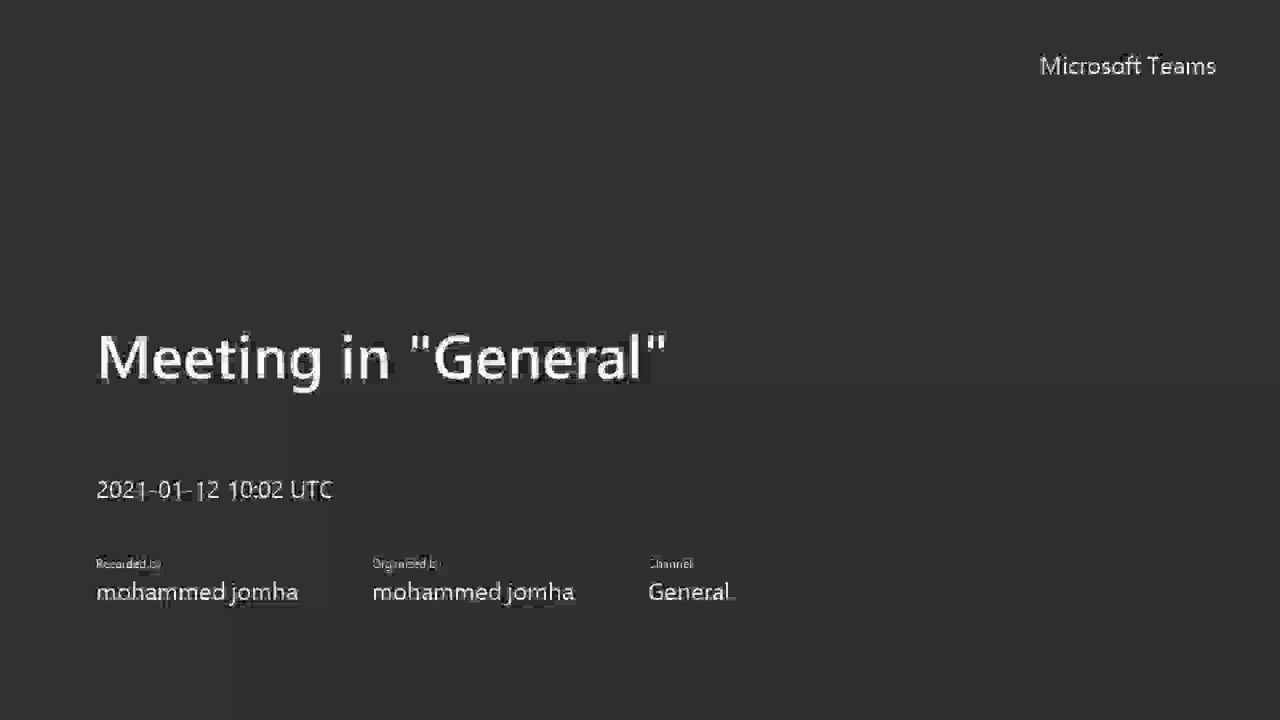 Microsoft Teams
Meeting in "General"
2021-01-12 10:02 UTC
Recorded by Organized by Channel
mohammed jomha mohammed jomha General